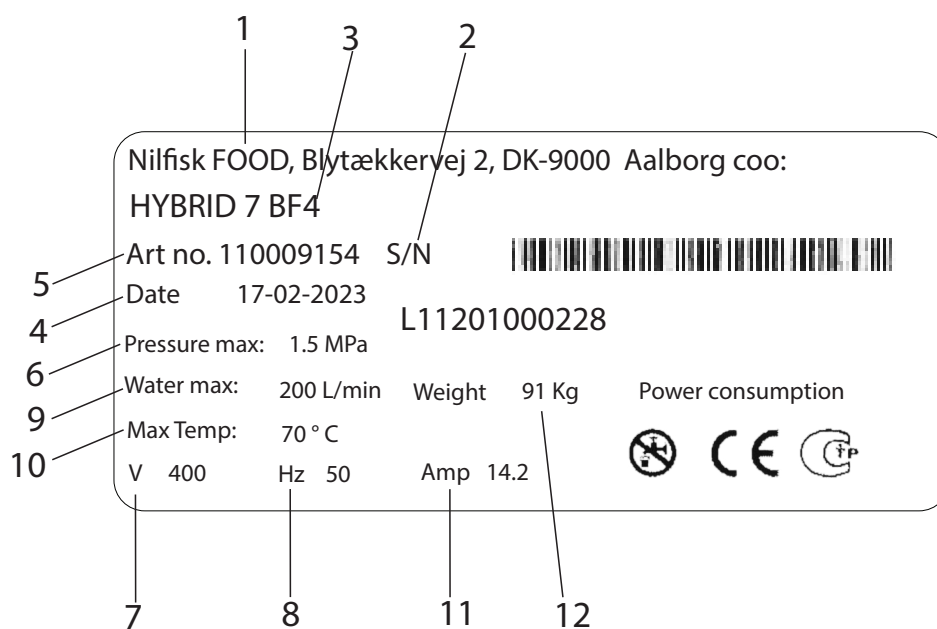 1 3 2
Nilfisk FOOD, Blytækkervej 2, DK-9000 Aalborg coo:
HYBRID 7 BF4
5 Art no. 110009154 S/N
4 Date 17-02-2023
L11201000228
6 Pressure max: 1.5 MPa
9 Water max: 200 L/min Weight 91 Kg Power consumption
10 Max Temp: 70 ° C
CE
V 400 Hz 50 Amp 14.2
7 8 11 12